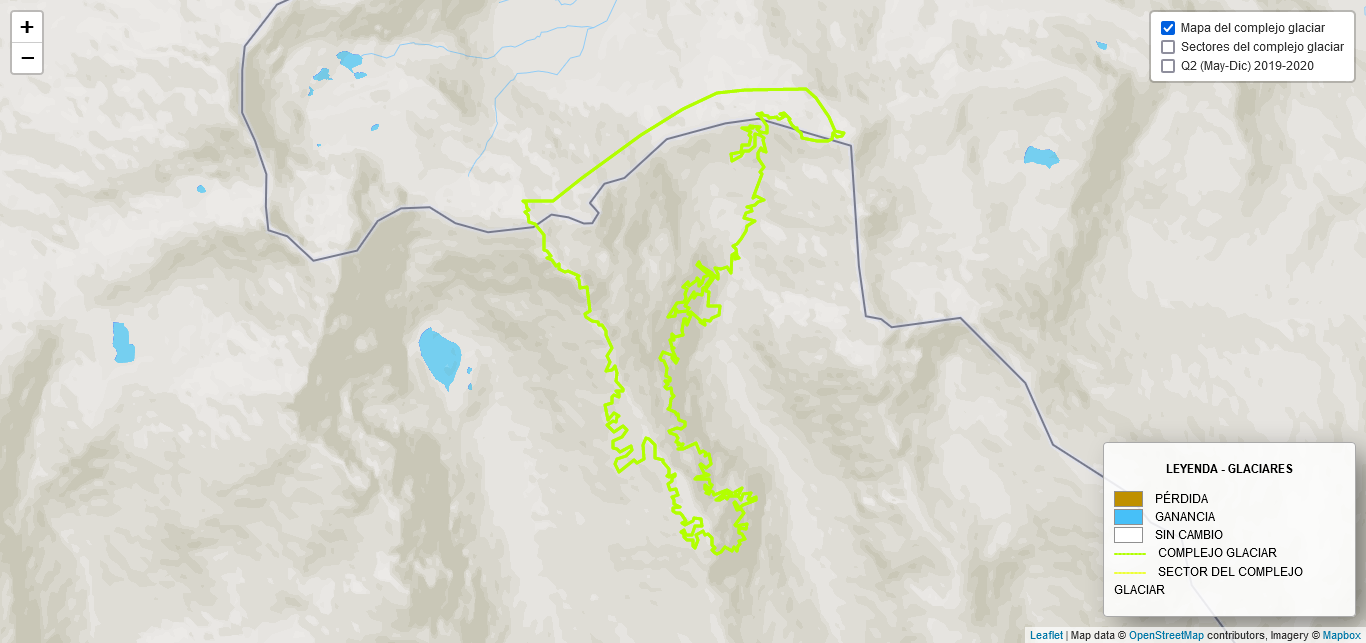 +
−
Mapa del complejo glaciar
Sectores del complejo glaciar
Q2 (May-Dic) 2019-2020
LEYENDA - GLACIARES
PÉRDIDA
GANANCIA
SIN CAMBIO
COMPLEJO GLACIAR
SECTOR DEL COMPLEJO
GLACIAR
Leaflet | Map data © OpenStreetMap contributors, Imagery © Mapbox